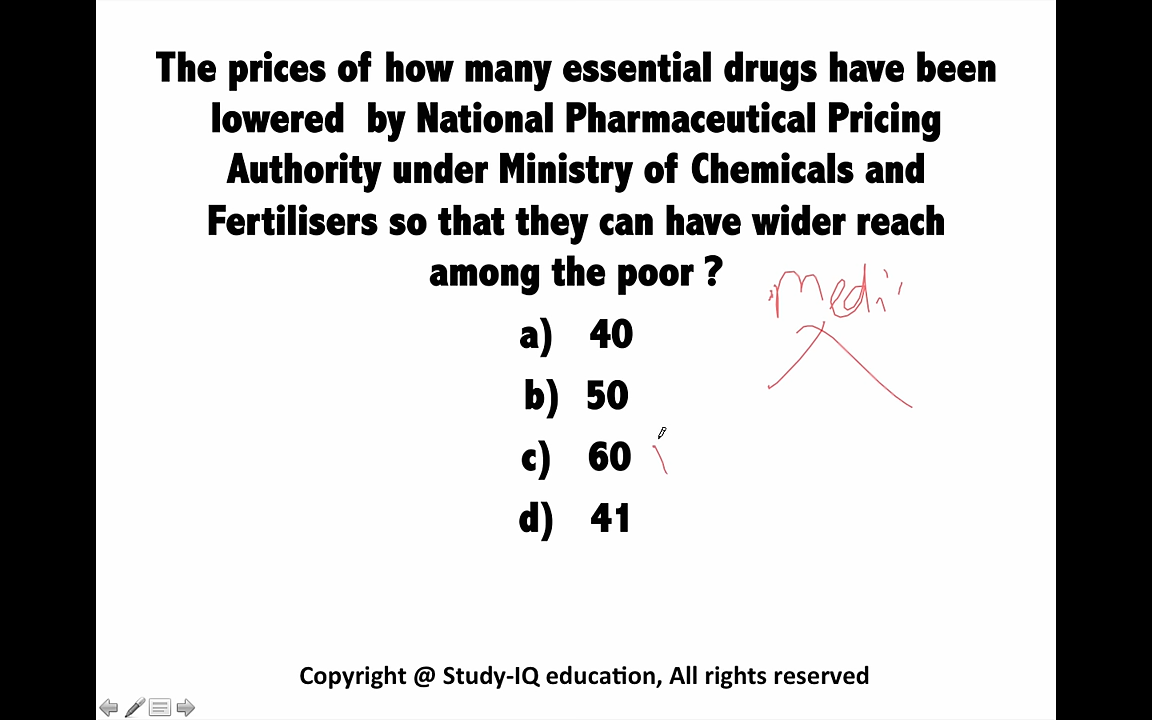 The prices of how many essential drugs have been
lowered by National Pharmaceutical Pricing
Authority under Ministry of Chemicals and
Fertilisers so that they can have wider reach
among the poor ?
medi
a) 40
b) 50
c) 60
d) 41
Copyright @ Study-IQ education, All rights reserved